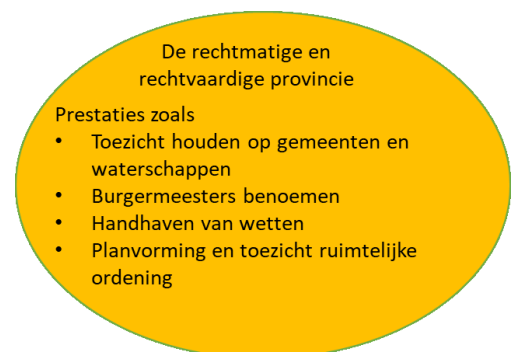 De rechtmatige en
rechtvaardige provincie
Prestaties zoals
• Toezicht houden op gemeenten en
waterschappen
• Burgermeesters benoemen
• Handhaven van wetten
• Planvorming en toezicht ruimtelijke
ordening